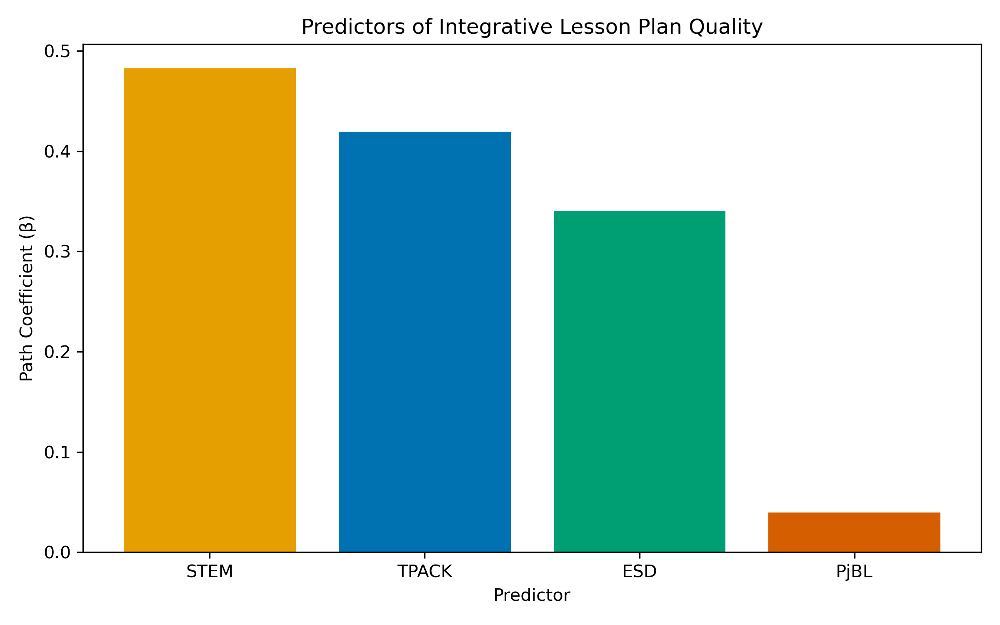 Predictors of Integrative Lesson Plan Quality
Path Coefficient (β)
0.5
0.4
0.3
0.2
0.1
0.0
STEM TPACK ESD PjBL
Predictor